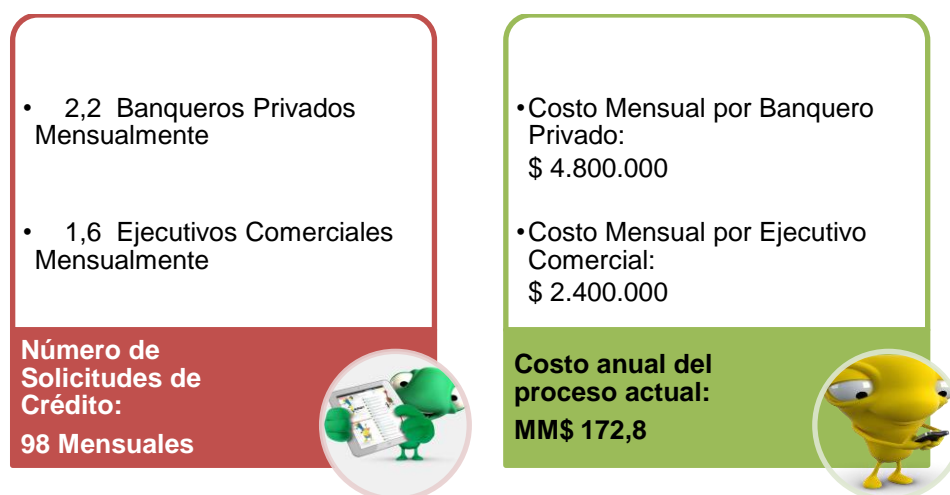 • 2,2 Banqueros Privados
Mensualmente
• 1,6 Ejecutivos Comerciales
Mensualmente
Número de
Solicitudes de
Crédito:
98 Mensuales
•Costo Mensual por Banquero
Privado:
$ 4.800.000
•Costo Mensual por Ejecutivo
Comercial:
$ 2.400.000
Costo anual del
proceso actual:
MM$ 172,8